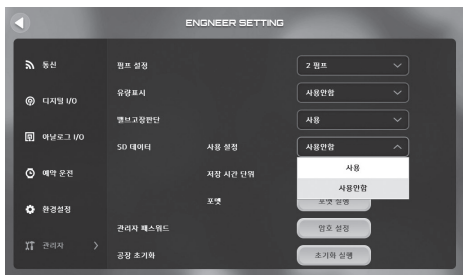 ENGNEER SETTING
통신
디지털 I/O
아날로그 I/O
예약 운전
환경설정
관리자
펌프 설정 2 펌프
유량표시 사용안함
밸브고장판단 사용
SD 데이터 사용 설정 사용안함
사용
사용안함
저장 시간 단위
포맷 포맷 실행
관리자 패스워드 암호 설정
공장 초기화 초기화 실행